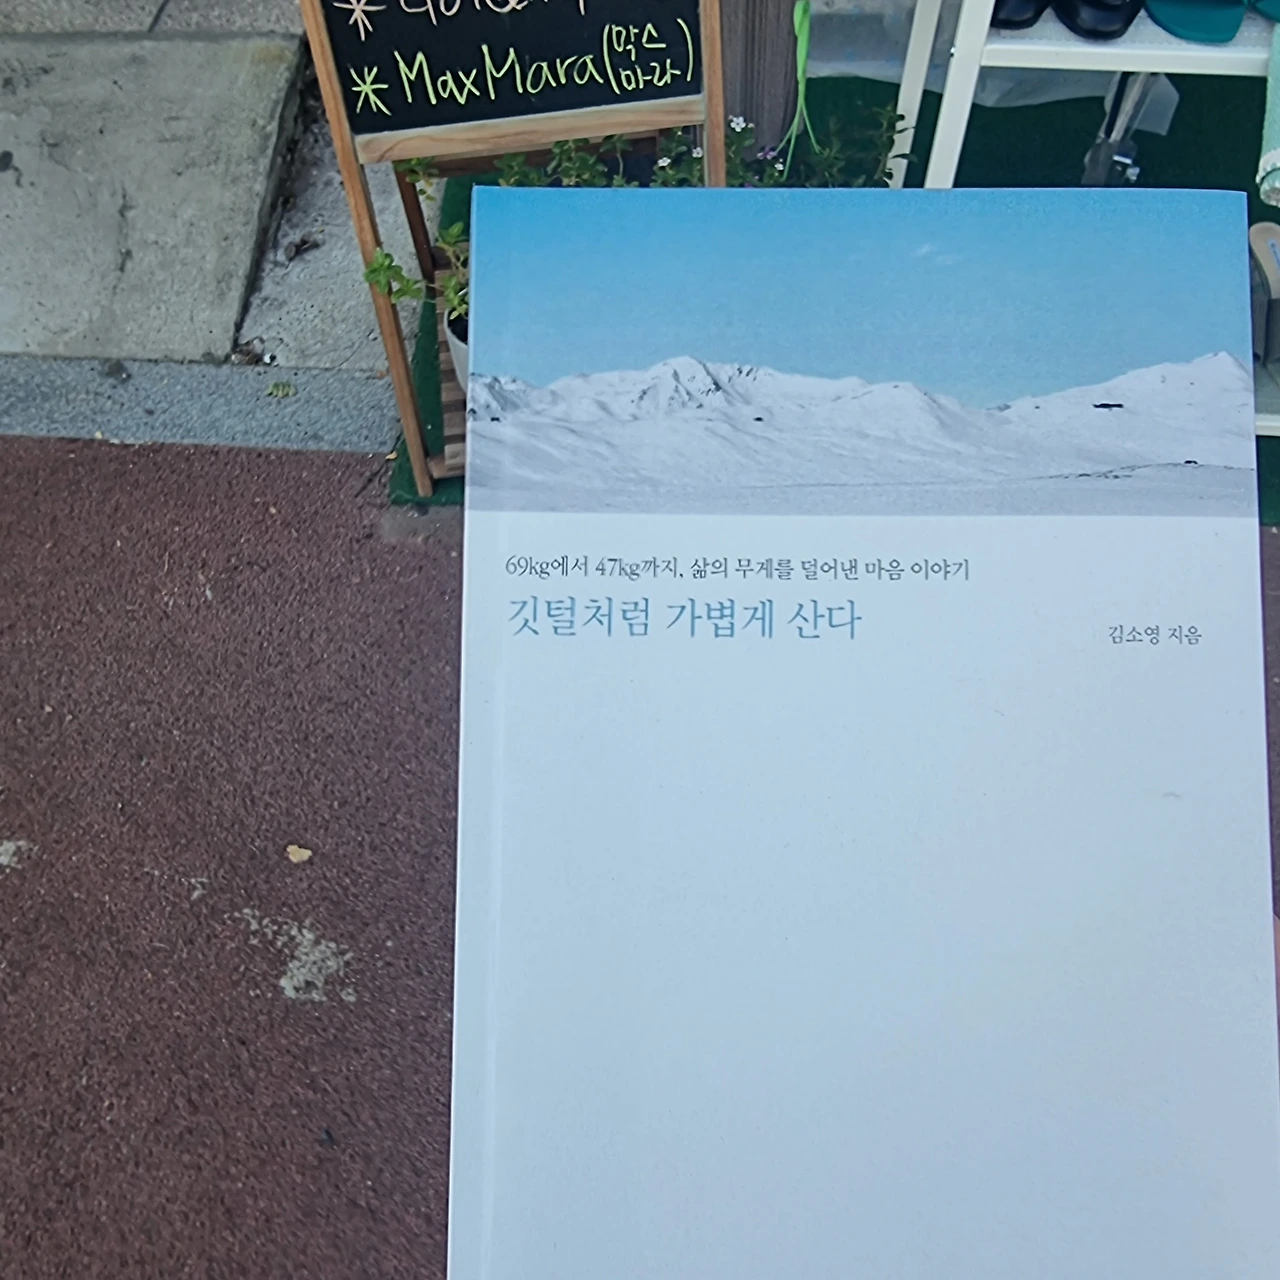 * MaxMara(막스
마라)
69kg에서 47kg까지, 삶의 무게를 덜어낸 마음 이야기
깃털처럼 가볍게 산다
김소영 지음